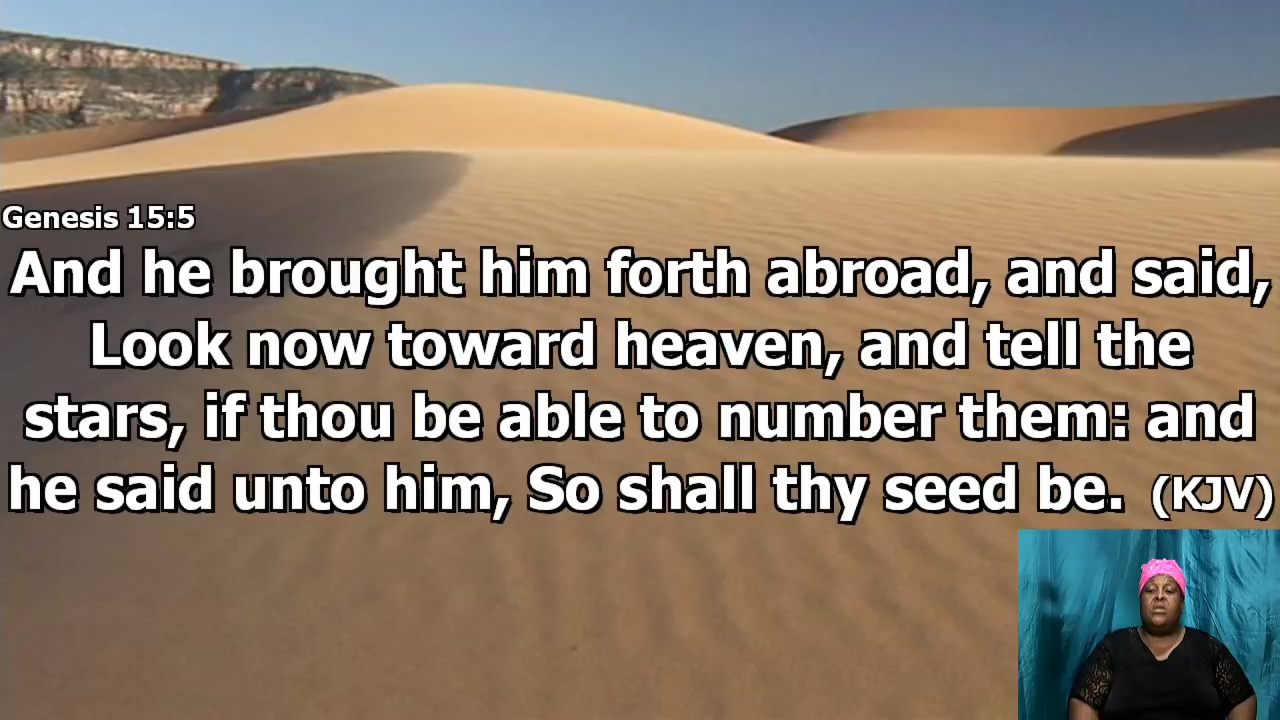 Genesis 15:5
And he brought him forth abroad, and said,
Look now toward heaven, and tell the
stars, if thou be able to number them: and
he said unto him, So shall thy seed be. (KJV)